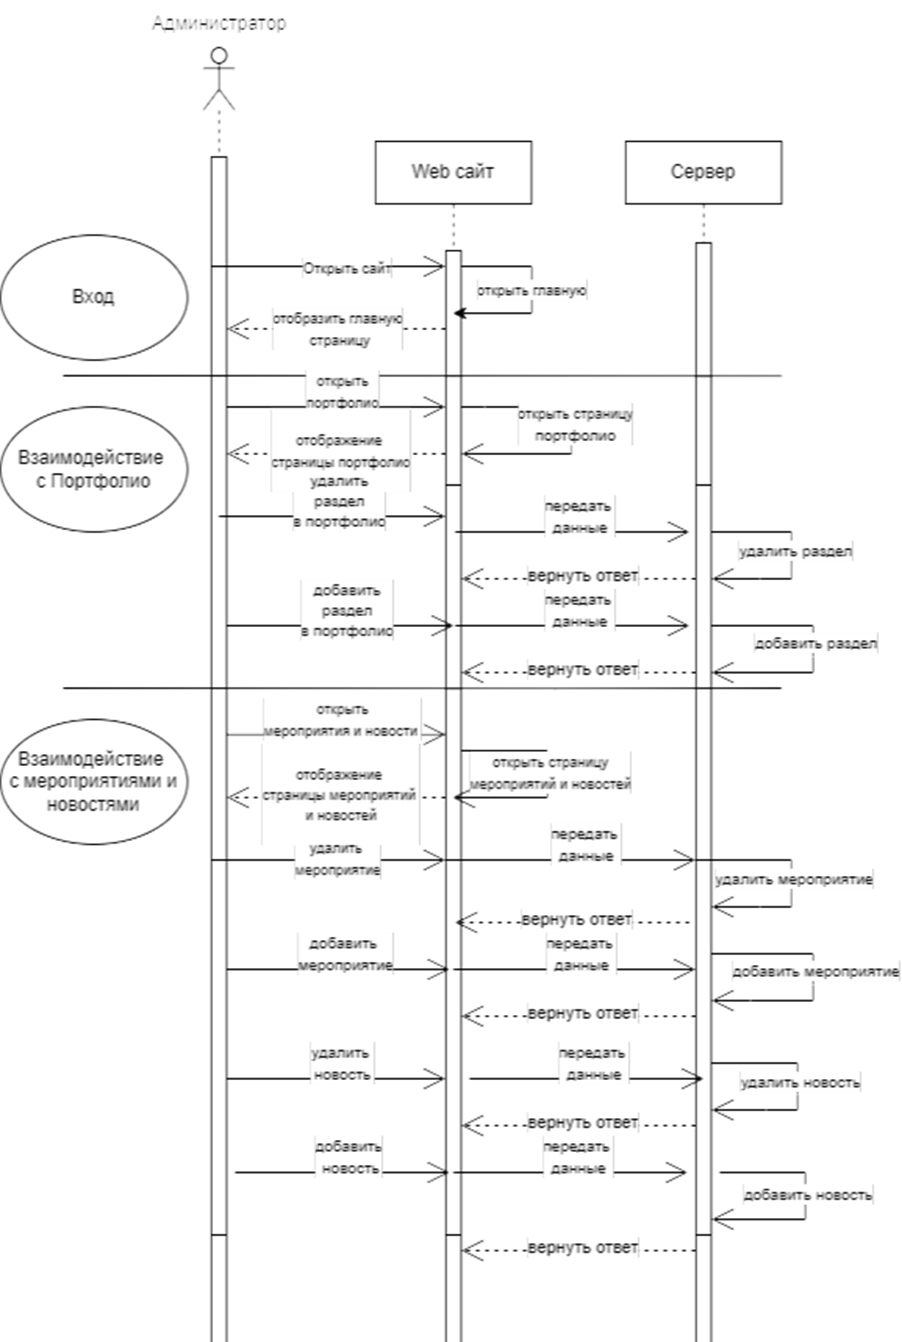 Администратор
Web сайт
Сервер
Вход
Открыть сайт
открыть главную
отобразить главную
страницу
открыть
портфолио
открыть страницу
портфолио
Взаимодействие
с Портфолио
отображение
страницы портфолио
удалить
раздел
в портфолио
передать
данные
удалить раздел
вернуть ответ
добавить
раздел
в портфолио
передать
данные
добавить раздел
вернуть ответ
открыть
мероприятия и новости
Взаимодействие
с мероприятиями и
новостями
открыть страницу
мероприятий и новостей
отображение
страницы мероприятий
и новостей
удалить
мероприятие
передать
данные
удалить мероприятие
вернуть ответ
добавить
мероприятие
передать
данные
добавить мероприятие
вернуть ответ
удалить
новость
передать
данные
удалить новость
вернуть ответ
добавить
новость
передать
данные
добавить новость
вернуть ответ